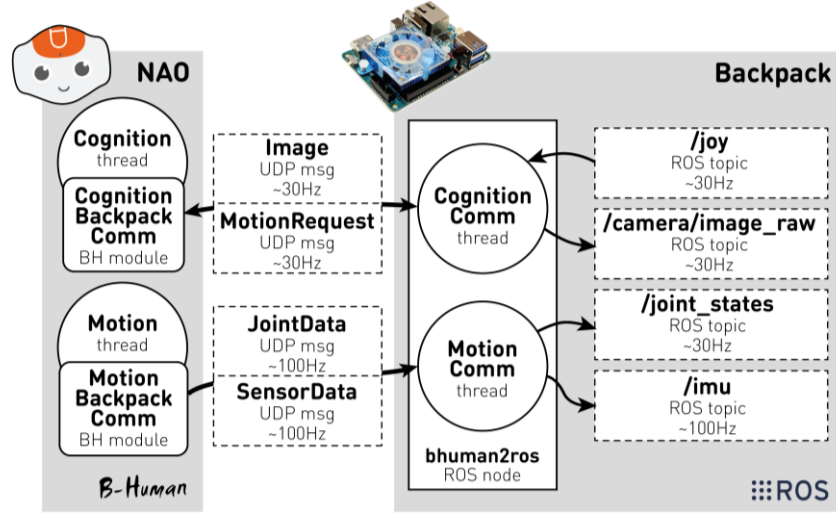 NAO
Backpack
Cognition
thread
Cognition
Backpack
Comm
BH module
Image
UDP msg
~30Hz
MotionRequest
UDP msg
~30Hz
Cognition
Comm
thread
/joy
ROS topic
~30Hz
/camera/image_raw
ROS topic
~30Hz
Motion
thread
Motion
Backpack
Comm
BH module
JointData
UDP msg
~100Hz
SensorData
UDP msg
~100Hz
Motion
Comm
thread
/joint_states
ROS topic
~30Hz
/imu
ROS topic
~100Hz
bhuman2ros
ROS node
B-Human
ROS